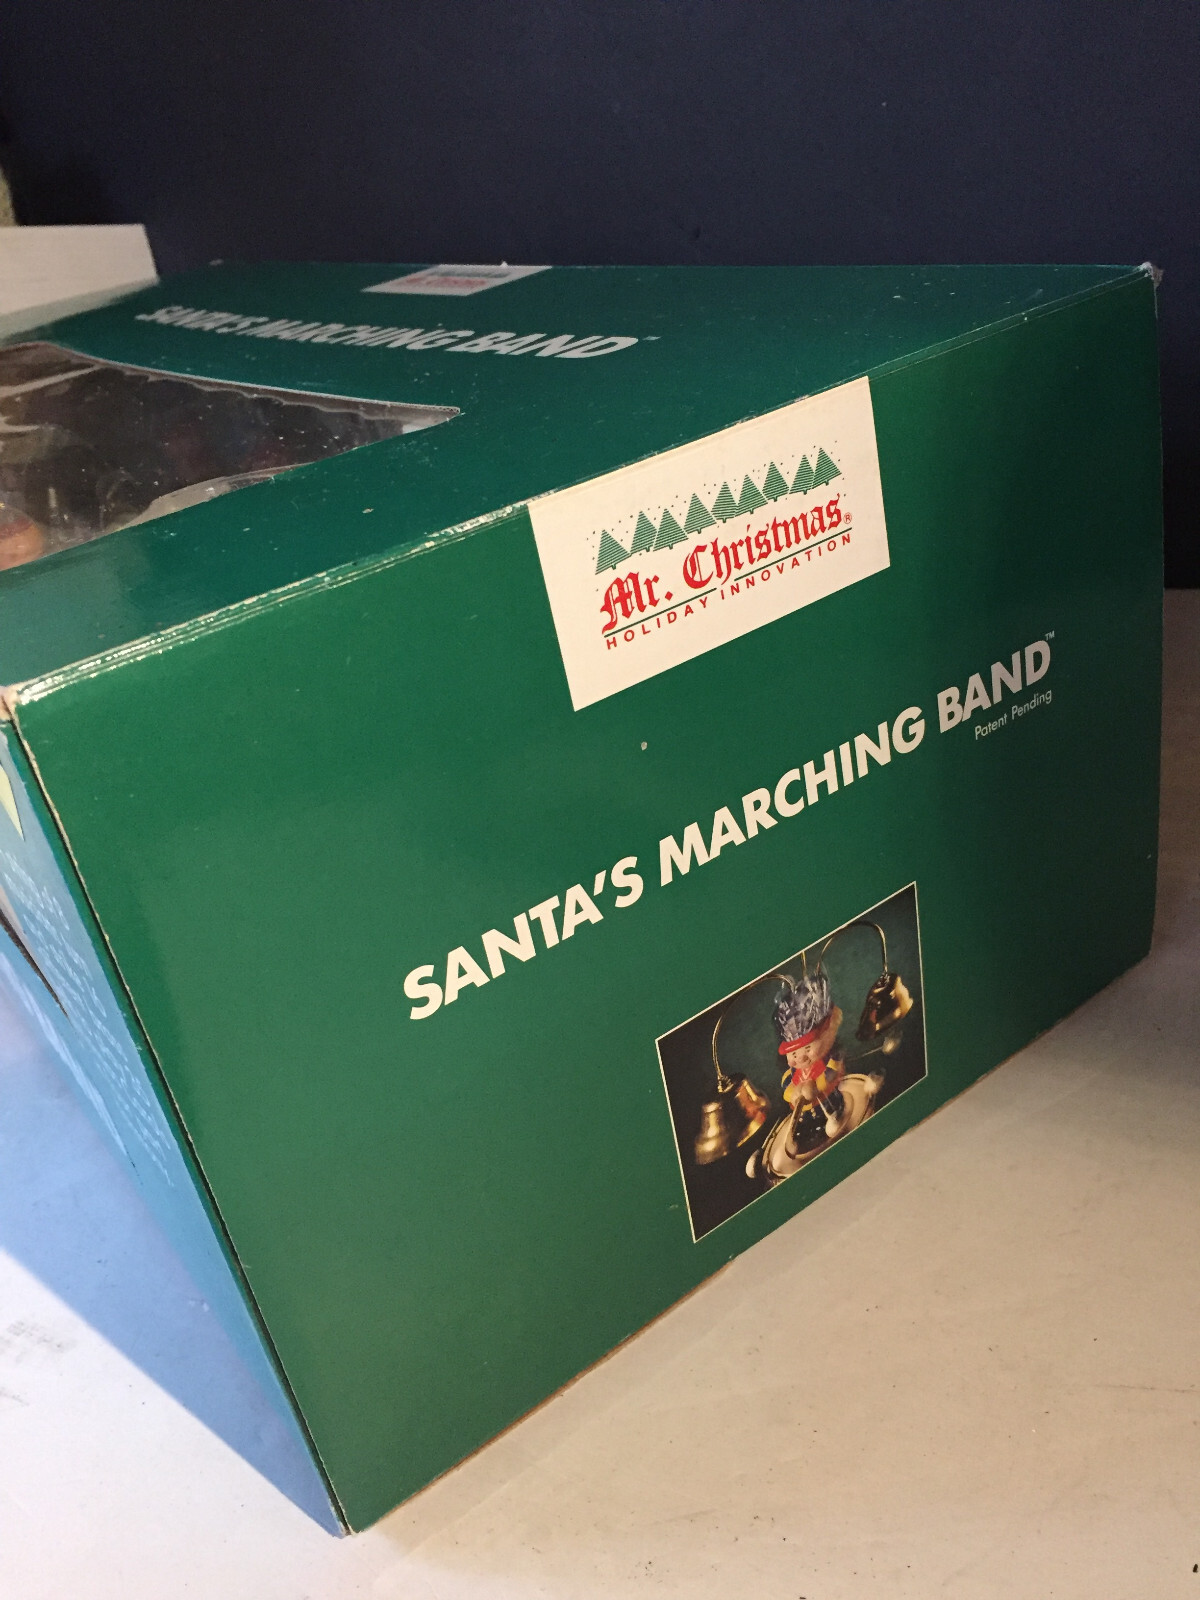 SANTA'S MARCHING BAND™
Mr. Christmas®
HOLIDAY INNOVATION
SANTA'S MARCHING BAND™
Patent Pending